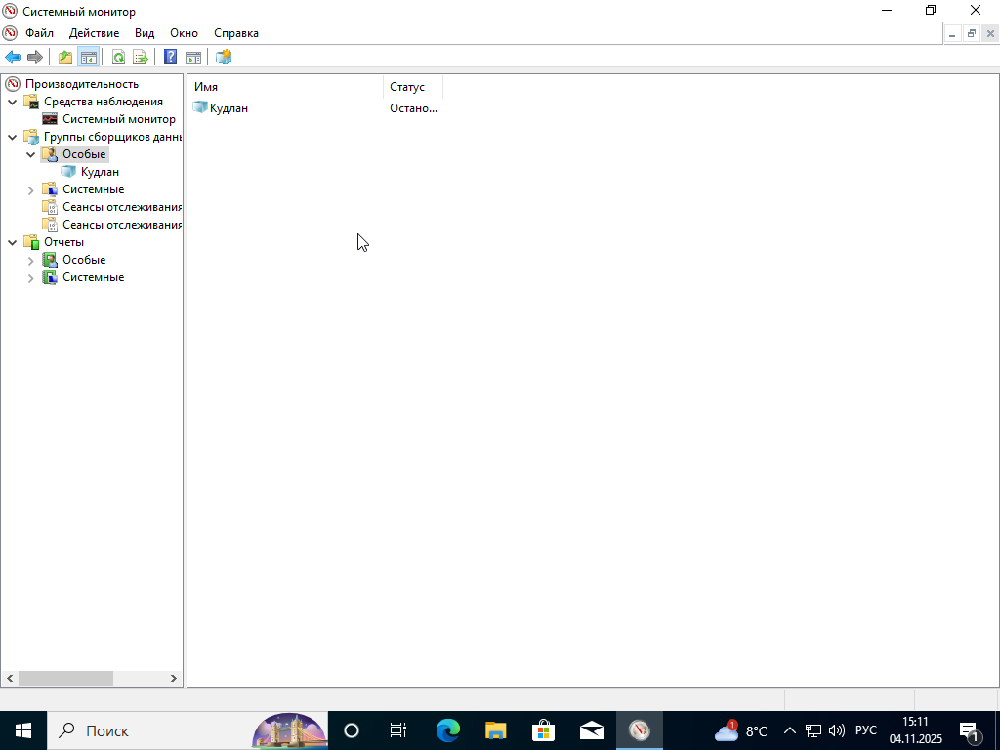 Системный монитор
Файл Действие Вид Окно Справка
Производительность
Средства наблюдения
Системный монитор
Группы сборщиков даннь
Особые
Кудлан
Системные
Сеансы отслеживания
Сеансы отслеживания
Отчеты
Особые
Системные
Имя Статус
Кудлан Остано...
Поиск
1
8°C
РУС
15:11
04.11.2025
1